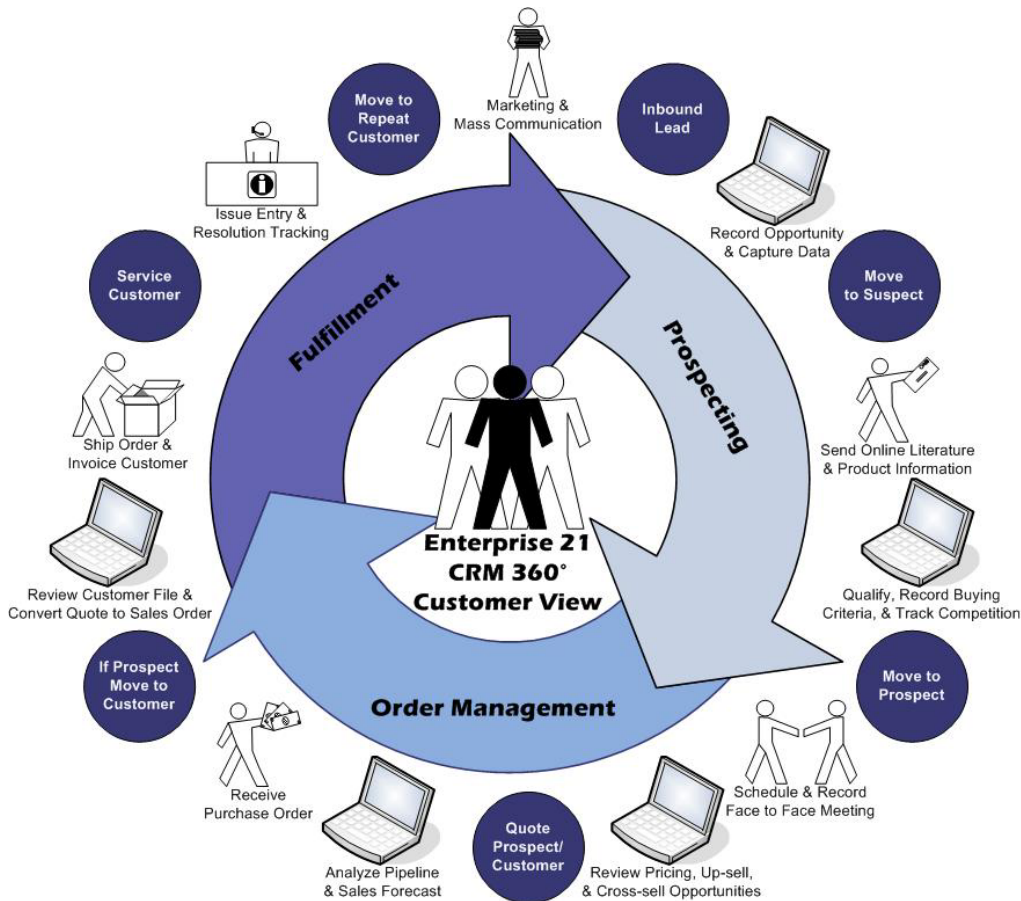 Marketing &
Mass Communication
Inbound
Lead
Record Opportunity
& Capture Data
Move
to Suspect
Send Online Literature
& Product Information
Qualify, Record Buying
Criteria, & Track Competition
Move to
Prospect
Schedule & Record
Face to Face Meeting
Review Pricing, Up-sell,
& Cross-sell Opportunities
Quote
Prospect/
Customer
Analyze Pipeline
& Sales Forecast
Receive
Purchase Order
If Prospect
Move to
Customer
Review Customer File &
Convert Quote to Sales Order
Ship Order &
Invoice Customer
Service
Customer
Issue Entry &
Resolution Tracking
Move to
Repeat
Customer
Fulfillment
Prospecting
Order Management
Enterprise 21
CRM 360°
Customer View
i